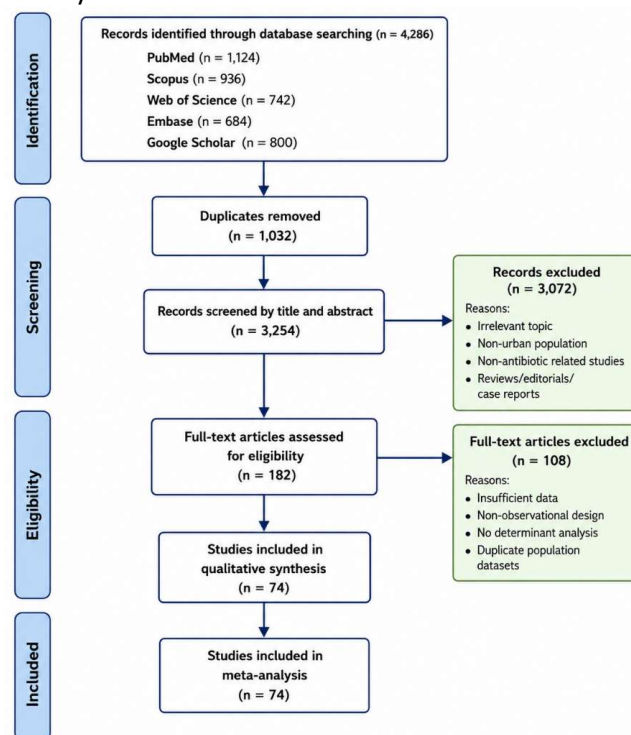 Identification
Records identified through database searching (n = 4,286)
PubMed (n = 1,124)
Scopus (n = 936)
Web of Science (n = 742)
Embase (n = 684)
Google Scholar (n = 800)
Screening
Duplicates removed
(n = 1,032)
Records screened by title and abstract
(n = 3,254)
Records excluded
(n = 3,072)
Reasons:
• Irrelevant topic
• Non-urban population
• Non-antibiotic related studies
• Reviews/editorials/
case reports
Eligibility
Full-text articles assessed
for eligibility
(n = 182)
Full-text articles excluded
(n = 108)
Reasons:
• Insufficient data
• Non-observational design
• No determinant analysis
• Duplicate population
datasets
Studies included in
qualitative synthesis
(n = 74)
Included
Studies included in
meta-analysis
(n = 74)